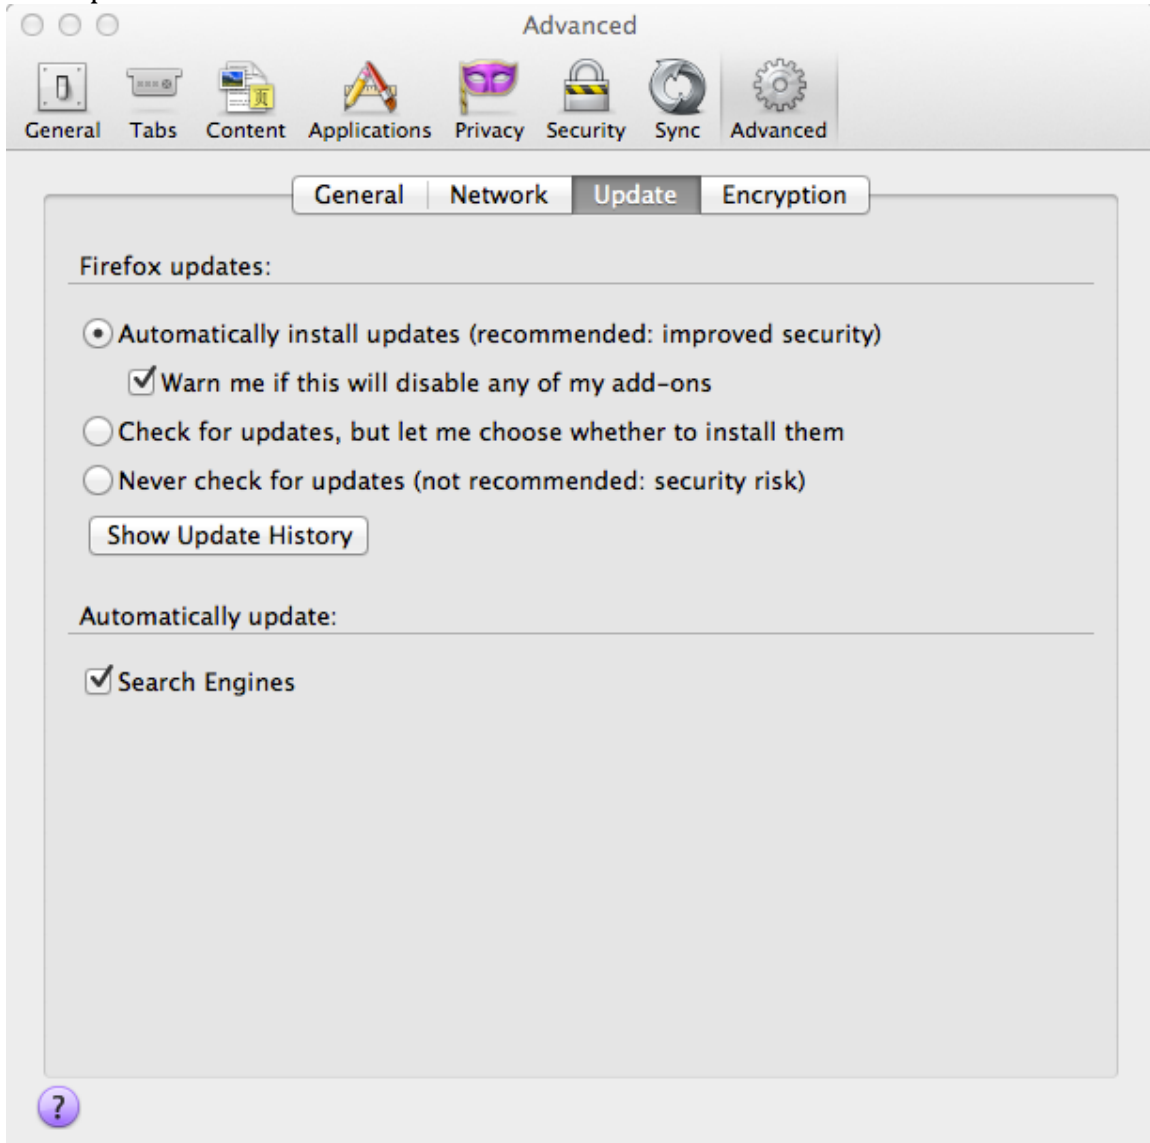 Advanced
页
General Tabs Content Applications Privacy Security Sync Advanced
General Network Update Encryption
Firefox updates:
Automatically install updates (recommended: improved security)
Warn me if this will disable any of my add-ons
Check for updates, but let me choose whether to install them
Never check for updates (not recommended: security risk)
Show Update History
Automatically update:
Search Engines
?